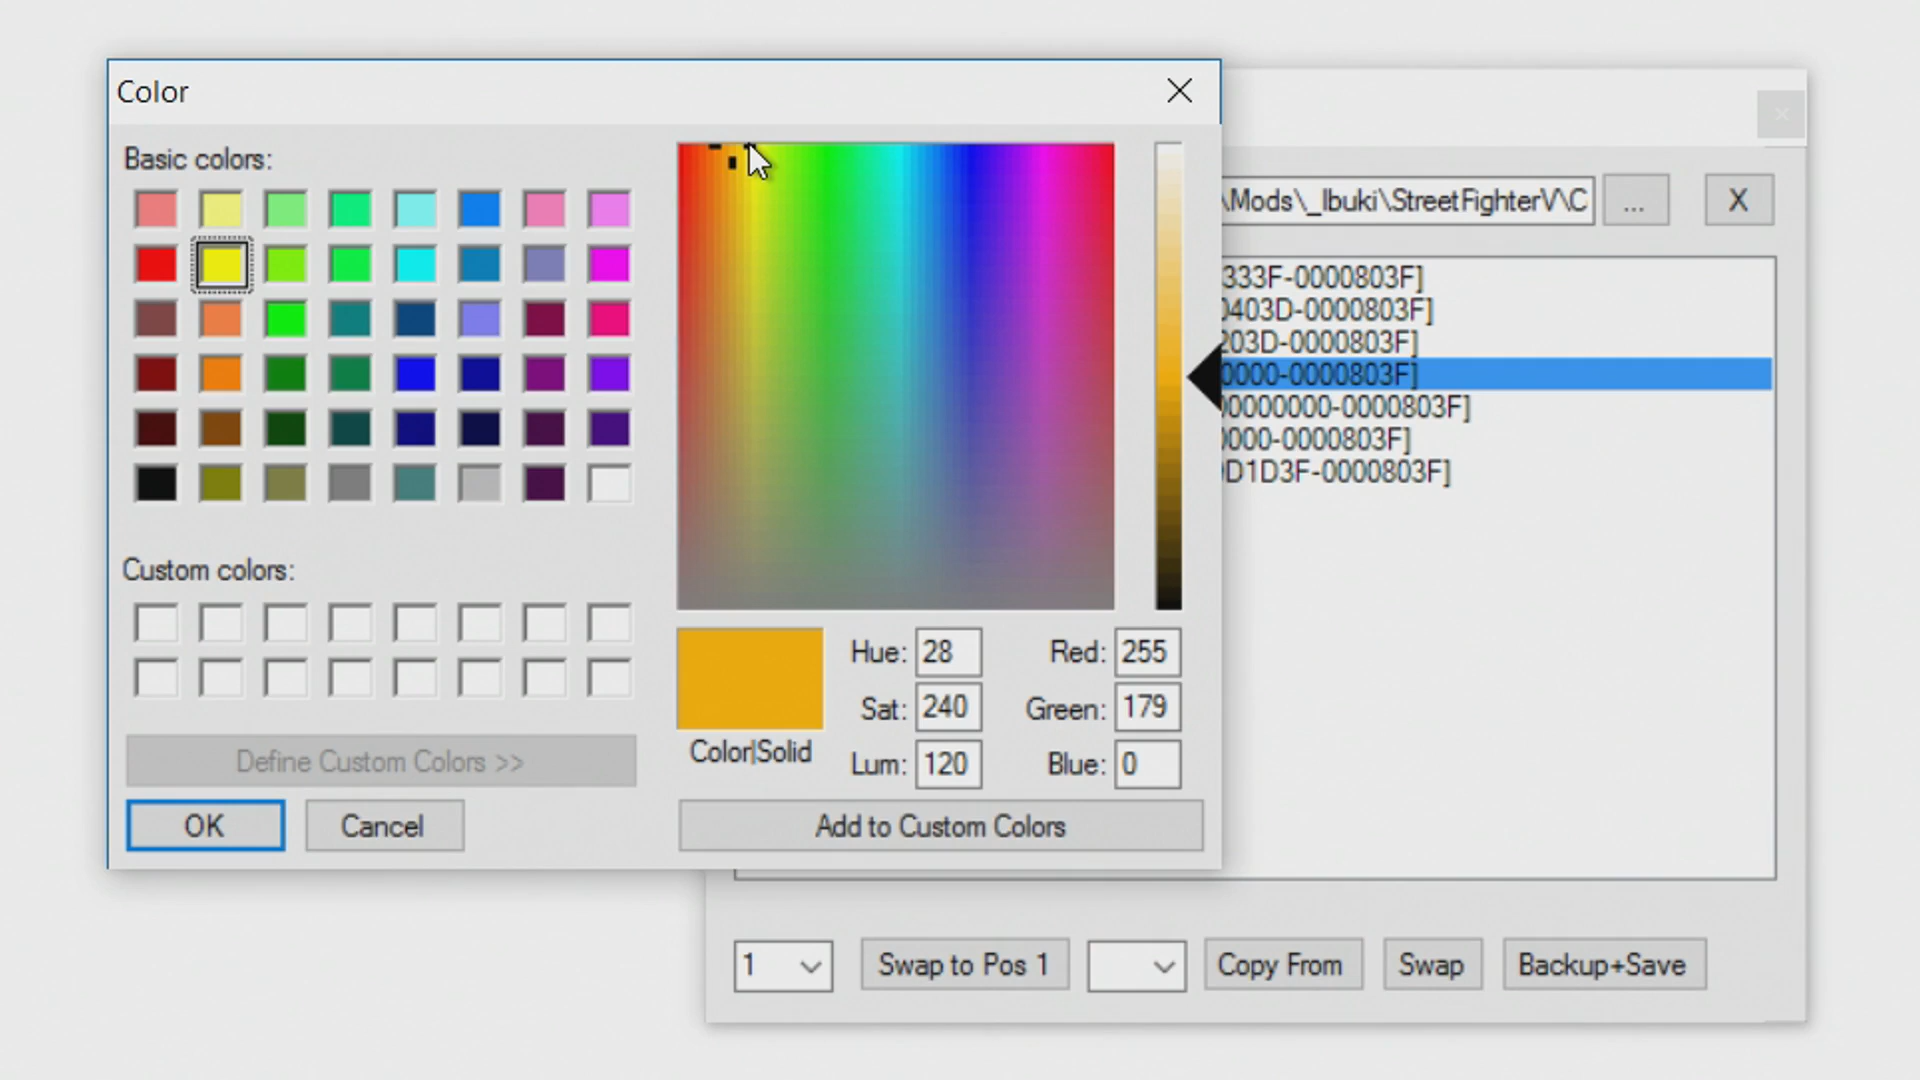 Color
Basic colors:
Custom colors:
Define Custom Colors >>
OK
Cancel
Color|Solid
Hue: 28
Sat: 240
Lum: 120
Red: 255
Green: 179
Blue: 0
Add to Custom Colors
\Mods\_Ibuki\StreetFighterV\C
...
X
333F-0000803F]
0403D-0000803F]
203D-0000803F]
0000-0000803F]
00000000-0000803F]
0000-0000803F]
0D1D3F-0000803F]
1
Swap to Pos 1
Copy From
Swap
Backup+Save